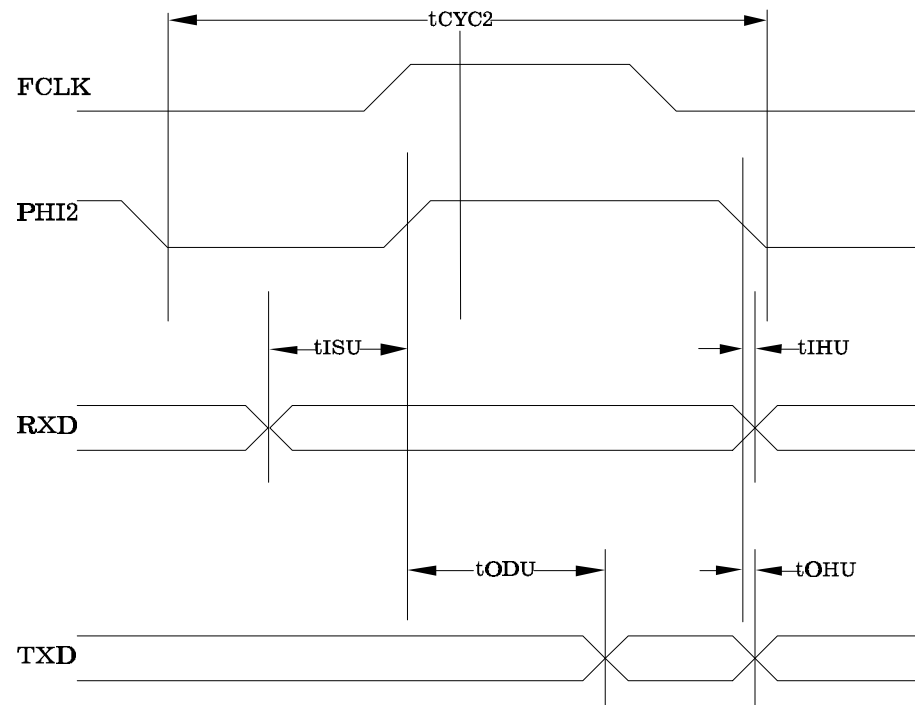 tCYC2
FCLK
PHI2
tISU
tIHU
RXD
tODU
tOHU
TXD